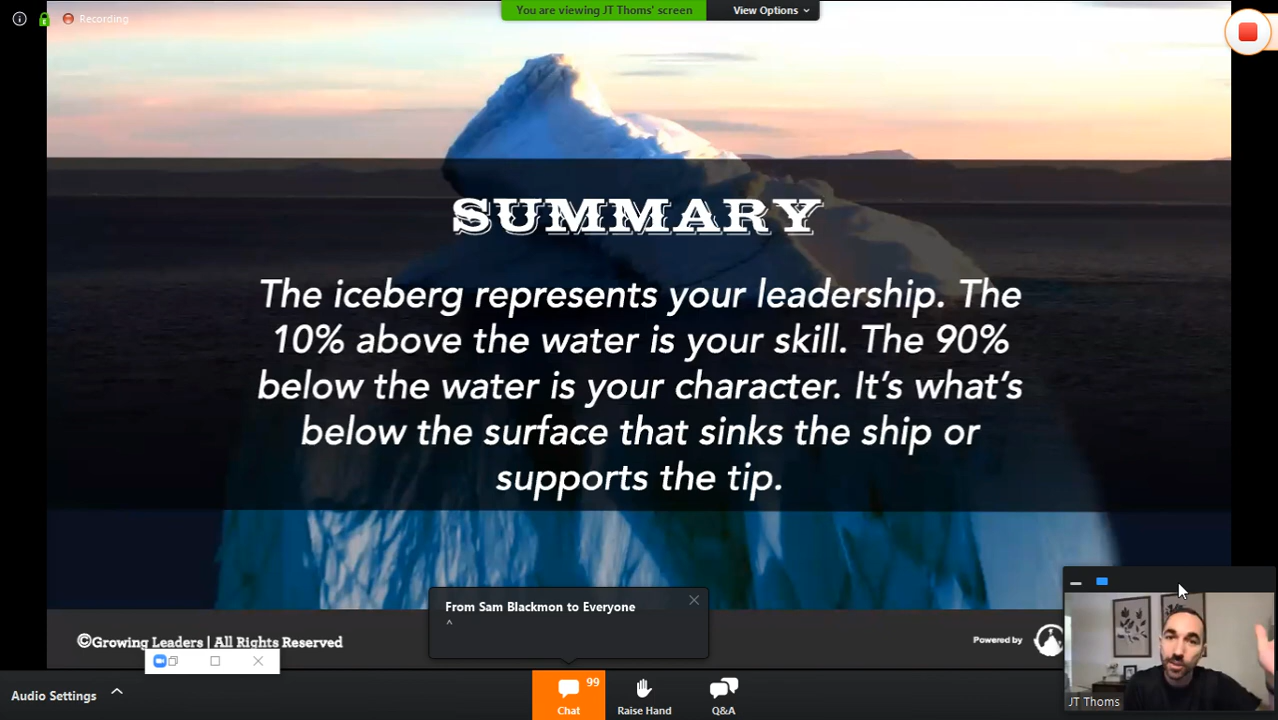 Recording
You are viewing JT Thoms' screen
View Options
SUMMARY
The iceberg represents your leadership. The
10% above the water is your skill. The 90%
below the water is your character. It's what's
below the surface that sinks the ship or
supports the tip.
From Sam Blackmon to Everyone
^
©Growing Leaders | All Rights Reserved
Powered by
JT Thoms
Audio Settings
99
Chat
Raise Hand
Q&A